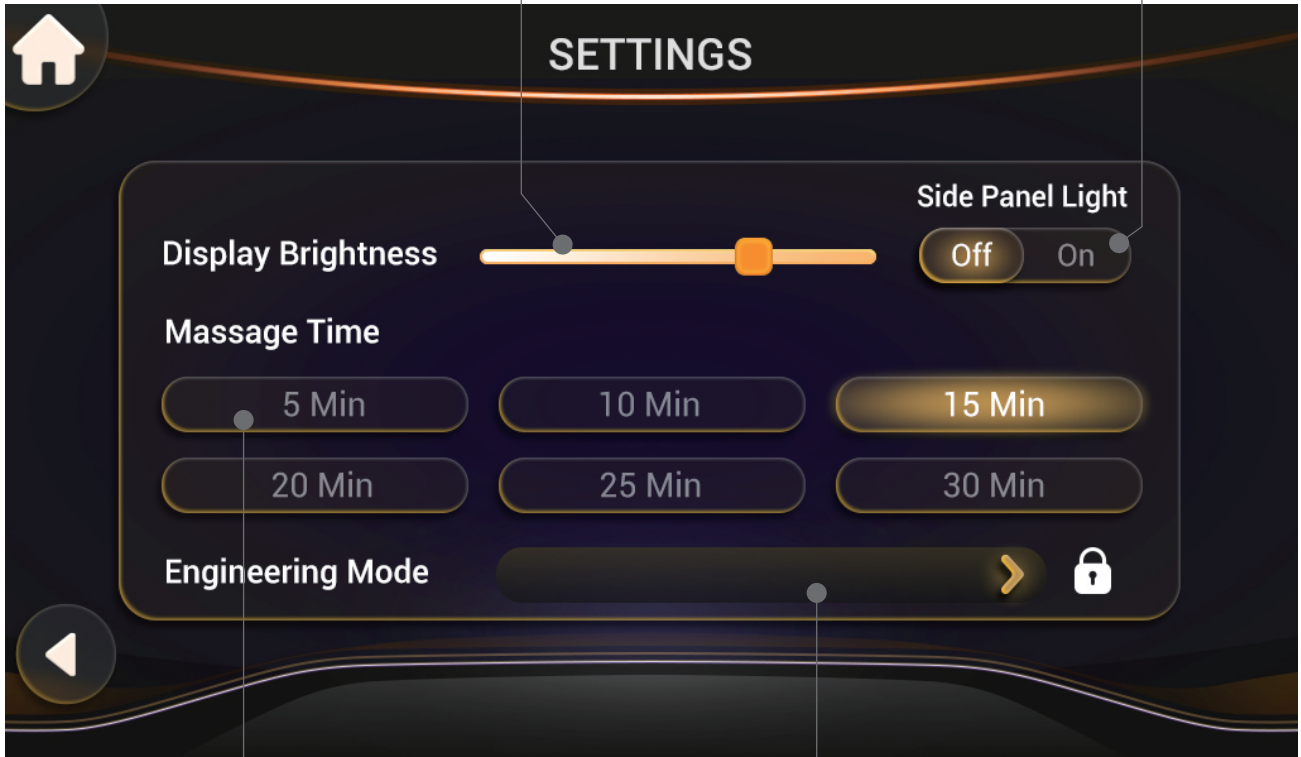 SETTINGS
Side Panel Light
Display Brightness
Off On
Massage Time
5 Min 10 Min 15 Min
20 Min 25 Min 30 Min
Engineering Mode